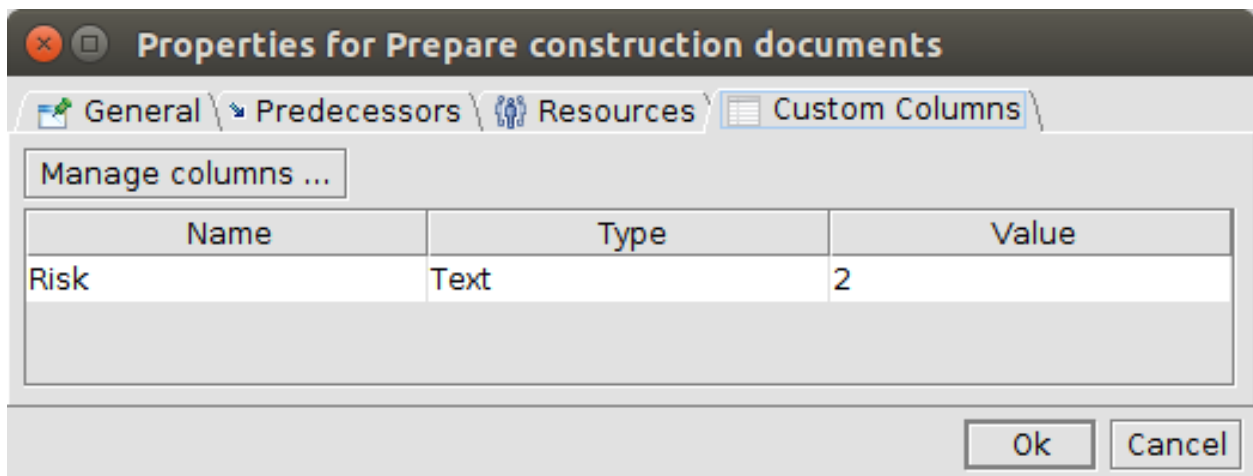 Properties for Prepare construction documents
General Predecessors Resources Custom Columns
Manage columns ...
Name Type Value
Risk Text 2
Ok Cancel